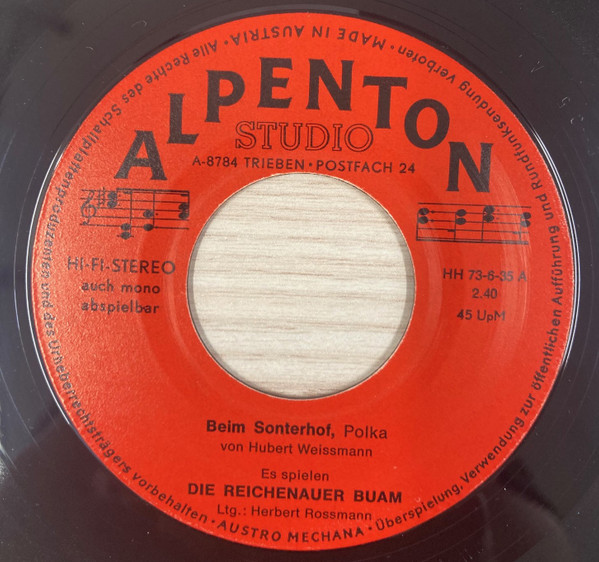 ALPENTON
STUDIO
A-8784 TRIEBEN · POSTFACH 24
HI-FI-STEREO
auch mono
abspielbar
HH 73-6-35 A
2.40
45 UpM
Beim Sonterhof, Polka
von Hubert Weissmann
Es spielen
DIE REICHENAUER BUAM
Ltg.: Herbert Rossmann
Alle Rechte des Schallplattenproduzenten und des Urheberrechtsträgers vorbehalten · AUSTRO MECHANA · Überspielung, Verwendung zur öffentlichen Aufführung und Rundfunksendung verboten · MADE IN AUSTRIA ·